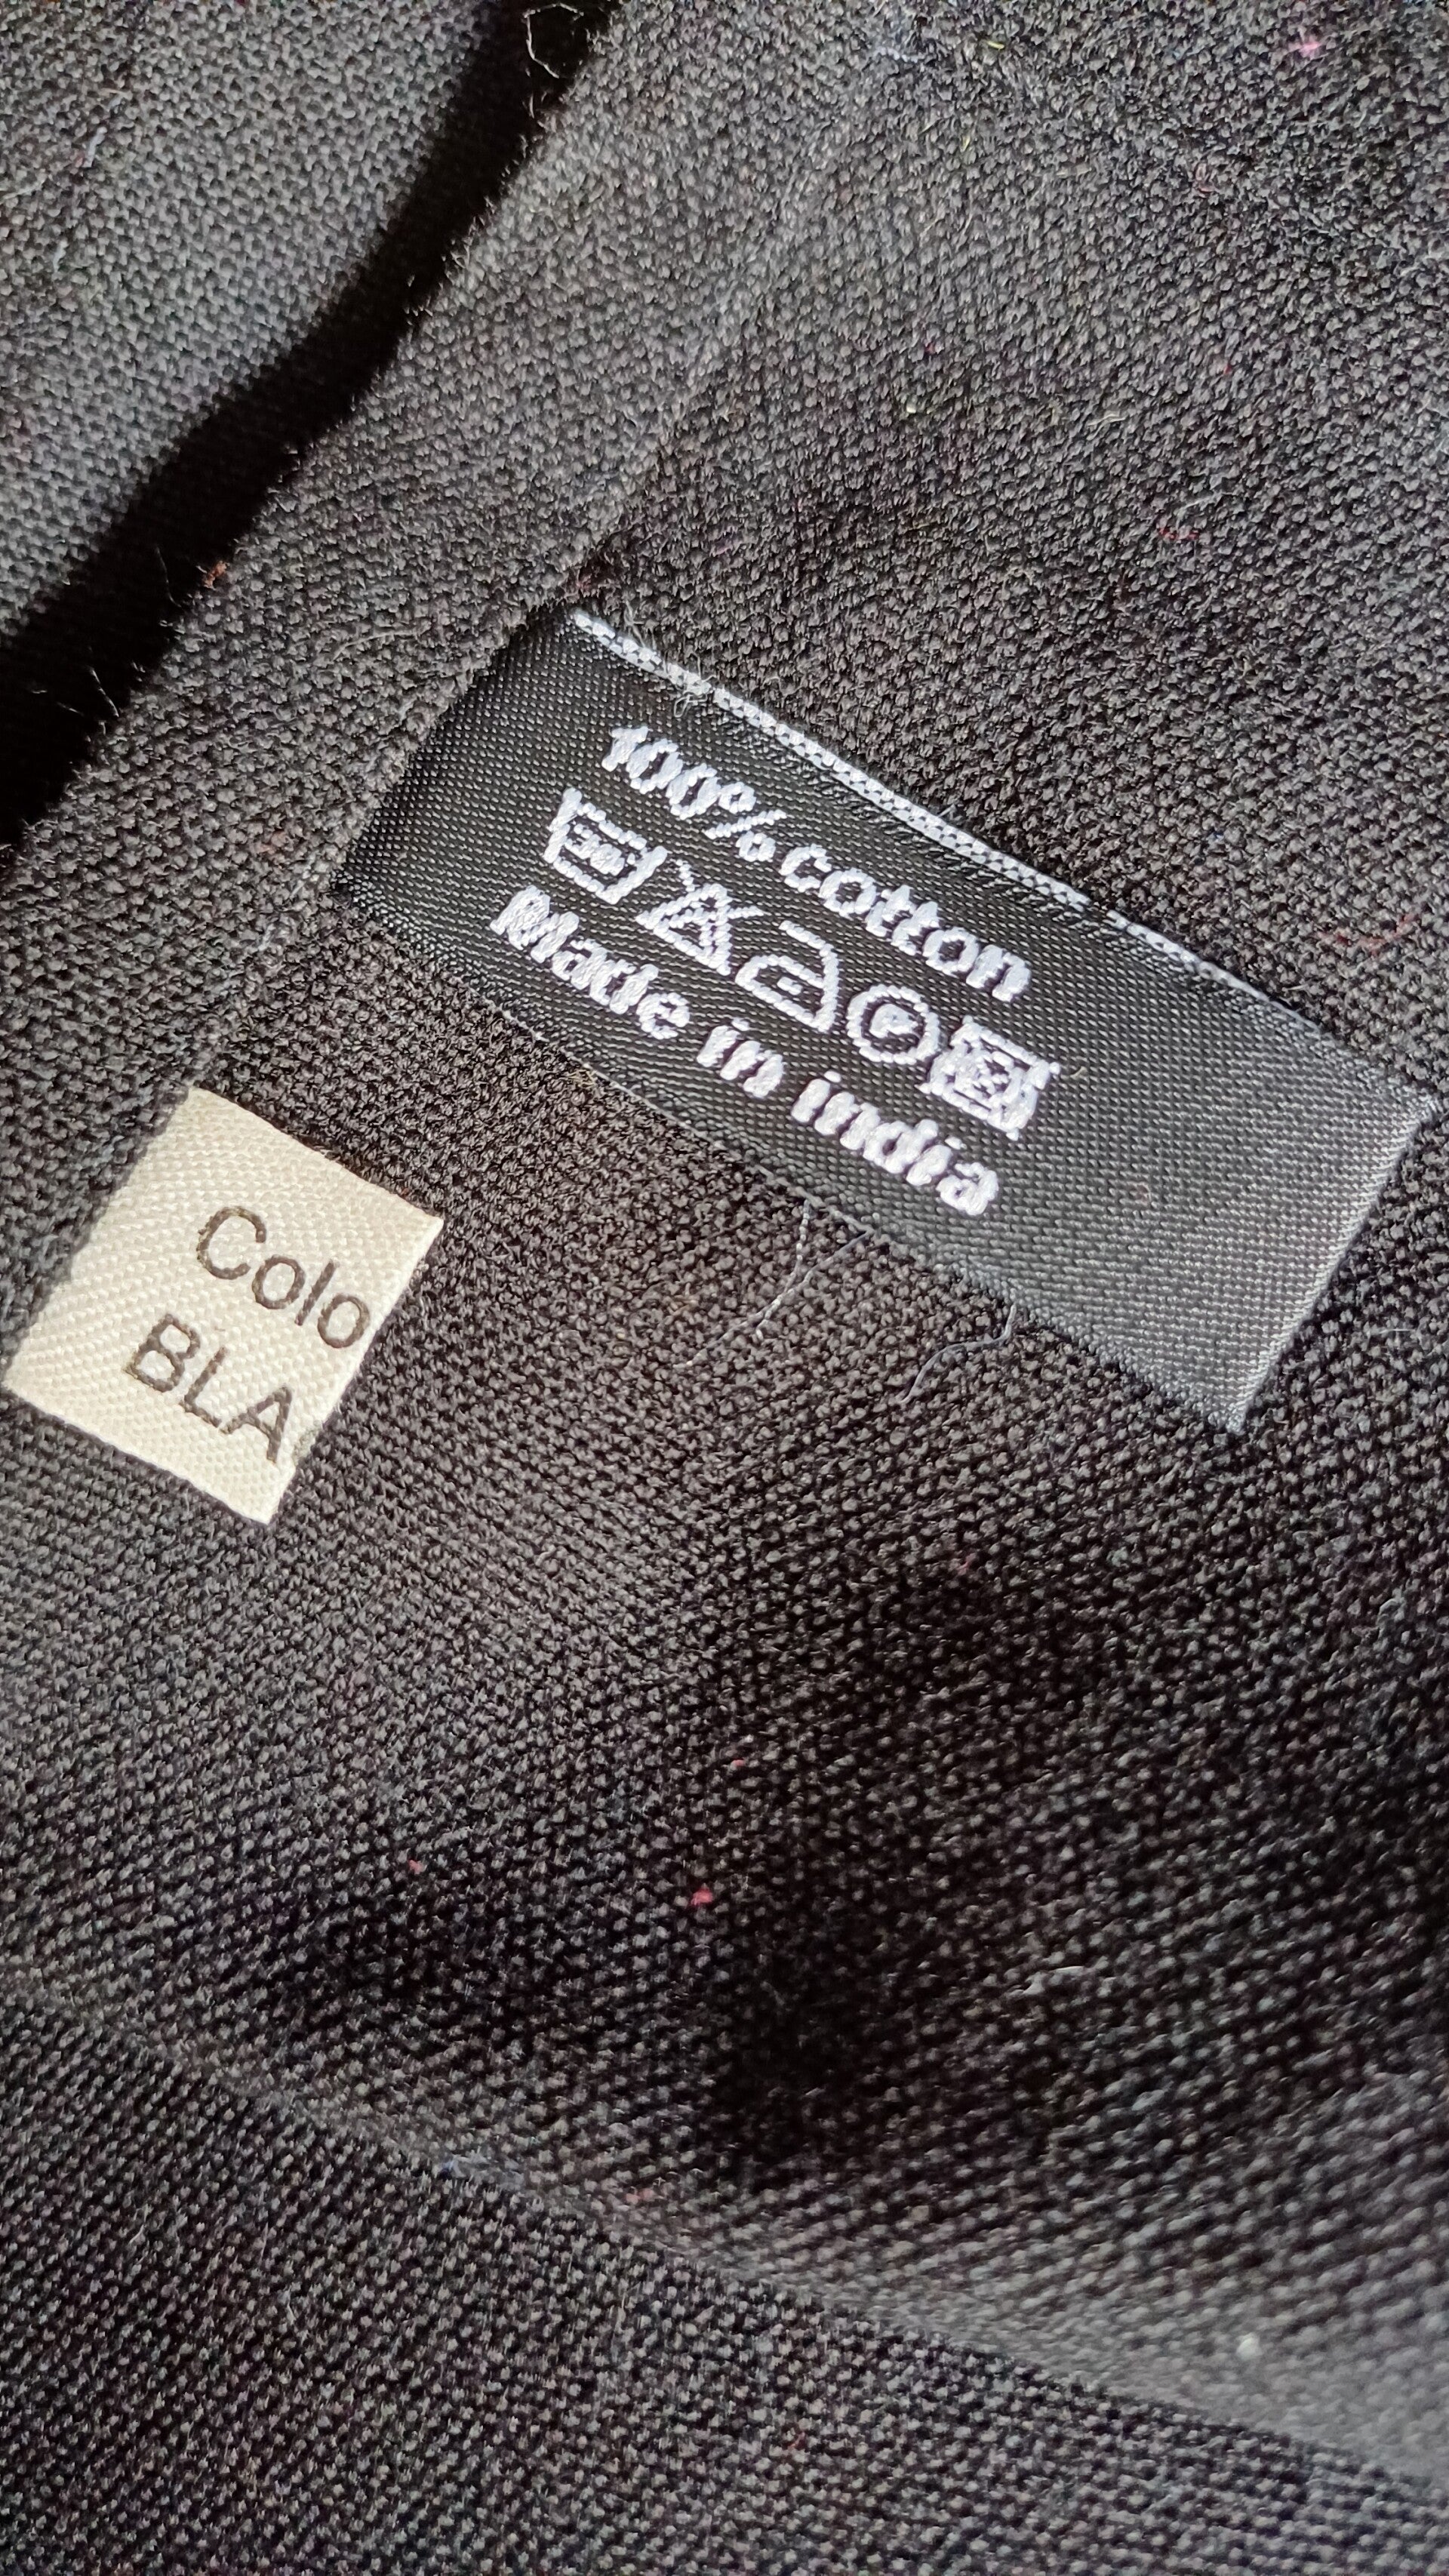 100% cotton
Made in india
Colo
BLA